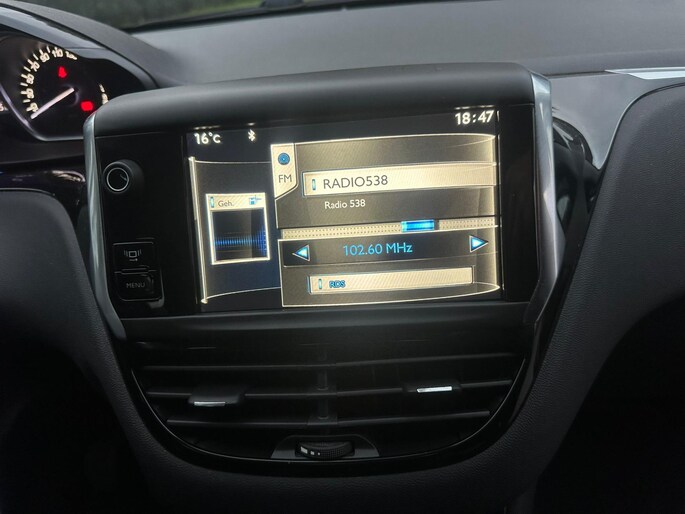 16°C
18:47
FM
RADIO538
Geh.
Radio 538
102.60 MHz
RDS
MENU